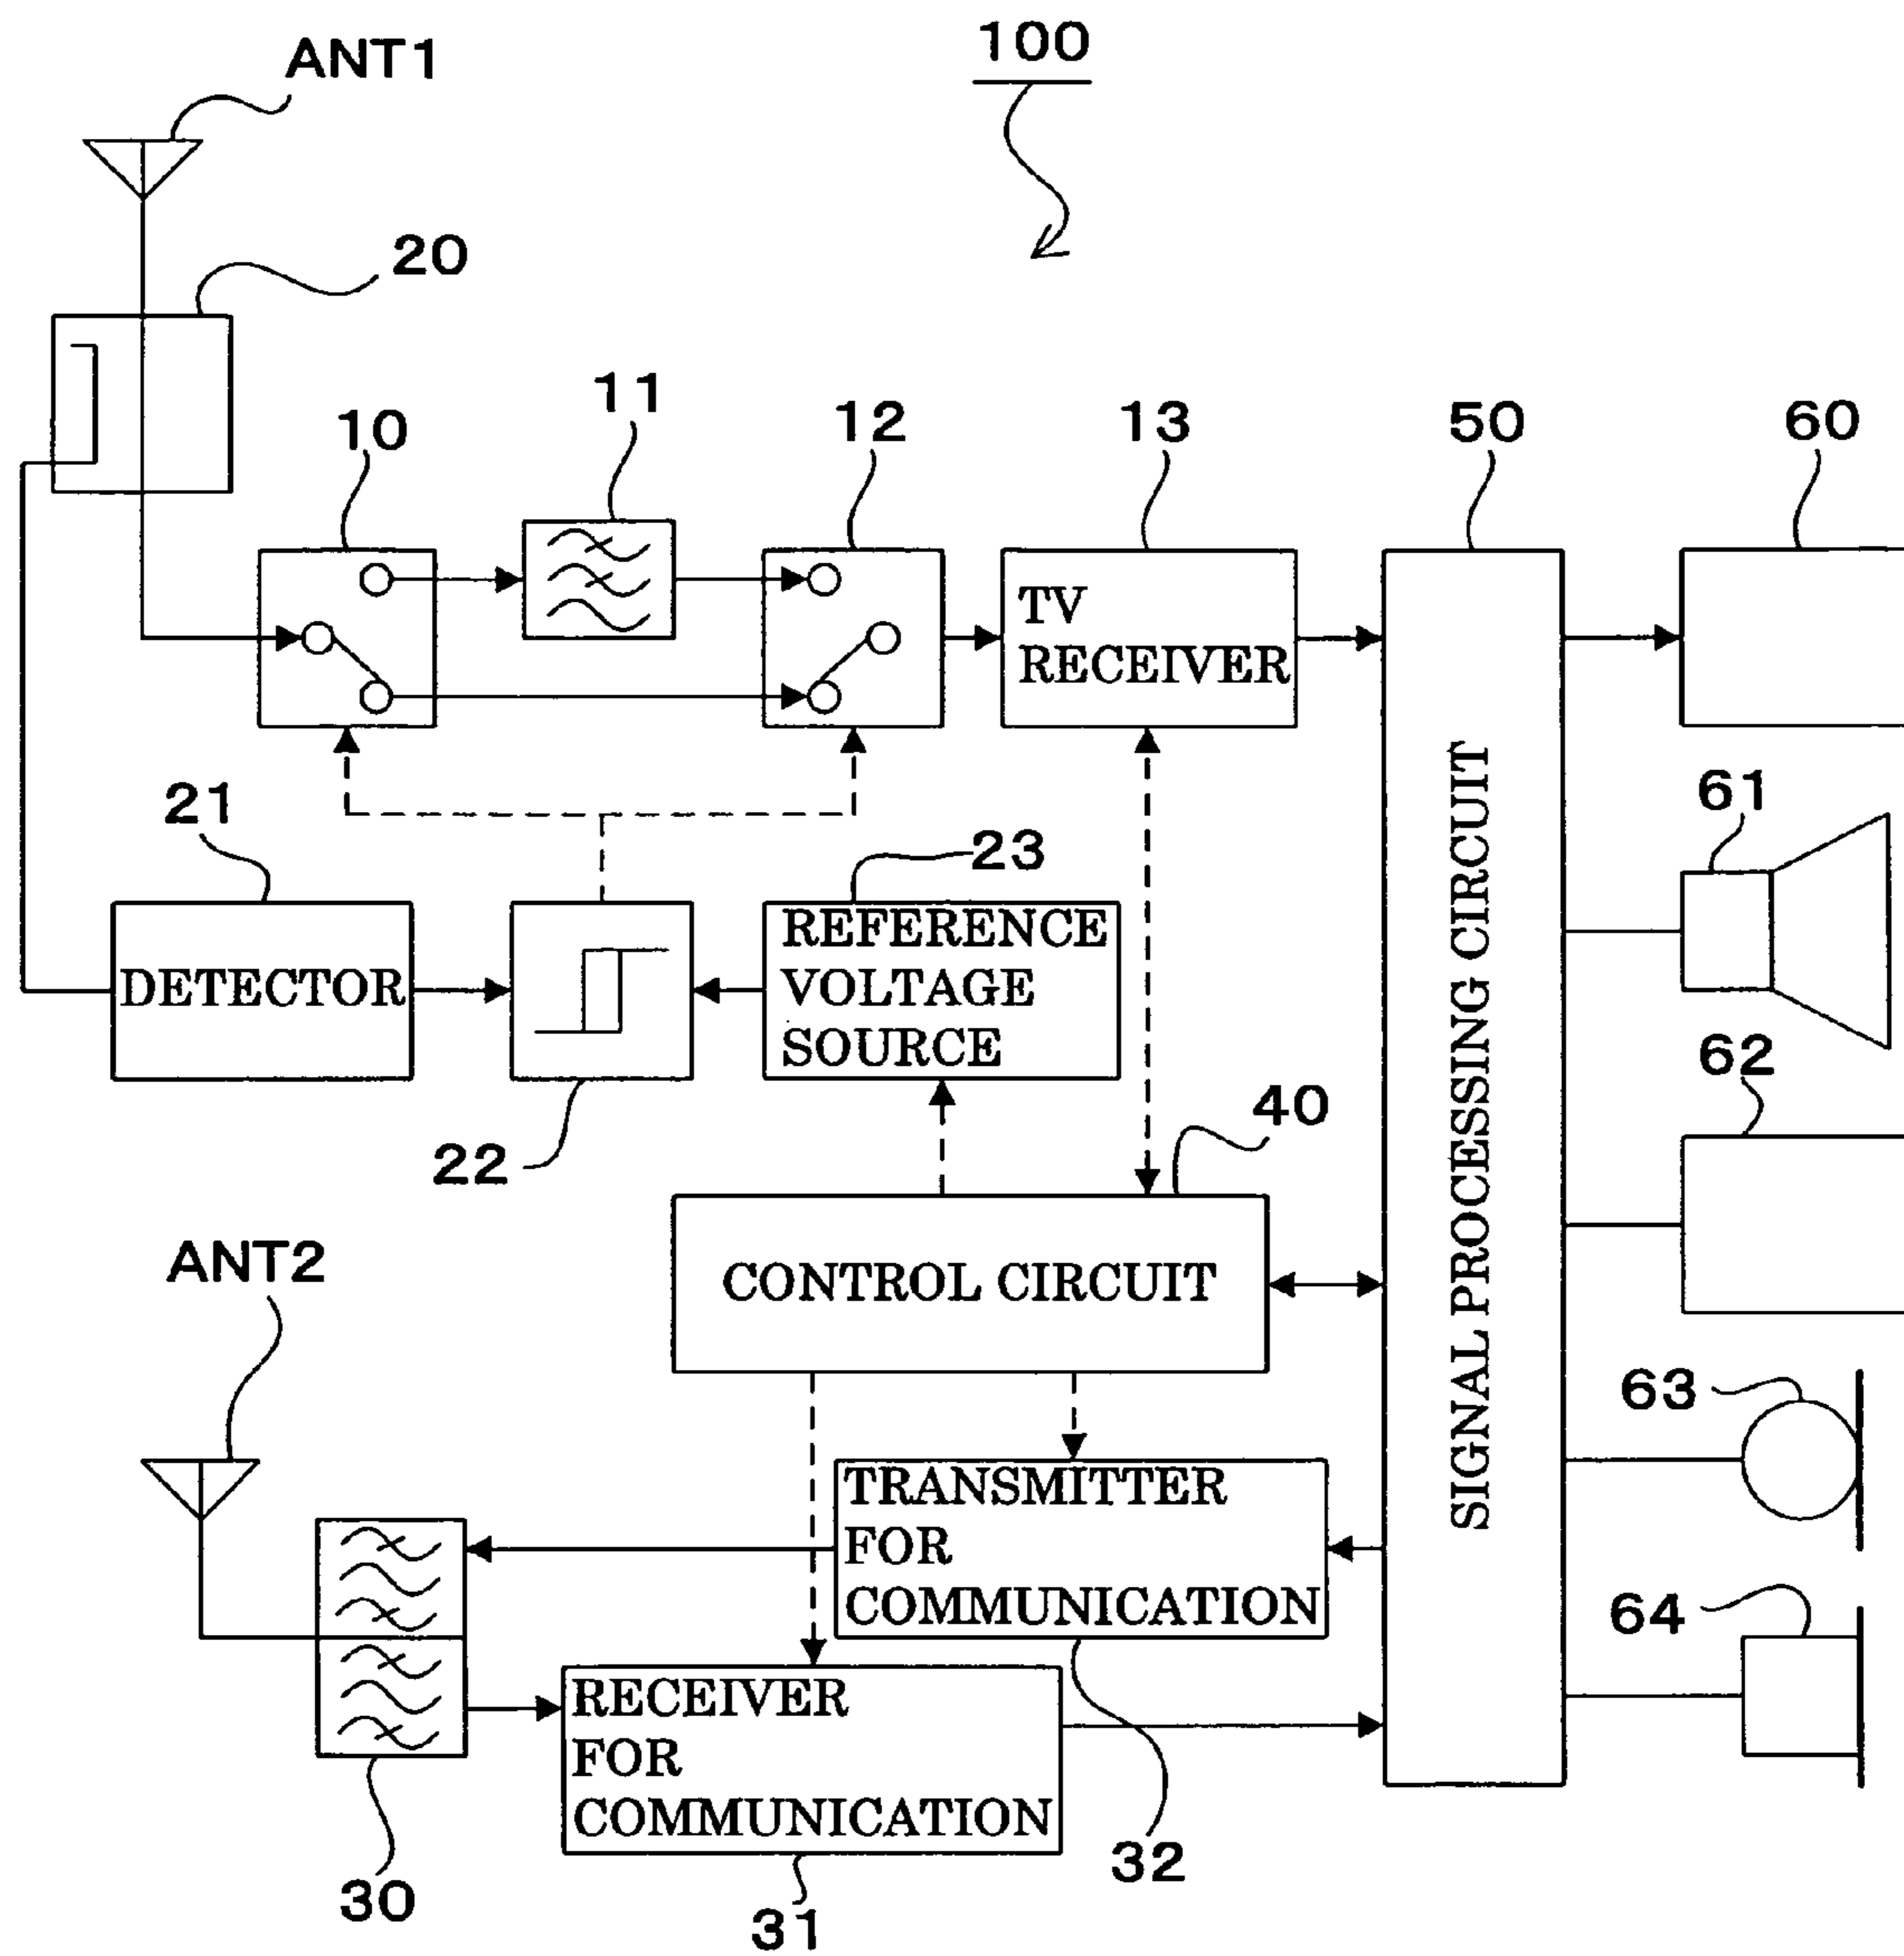 100
ANT1
20
10
11
12
13
50
60
TV
RECEIVER
21
23
61
DETECTOR
REFERENCE
VOLTAGE
SOURCE
SIGNAL PROCESSING CIRCUIT
62
22
40
ANT2
CONTROL CIRCUIT
63
TRANSMITTER
FOR
COMMUNICATION
64
RECEIVER
FOR
COMMUNICATION
30
31
32